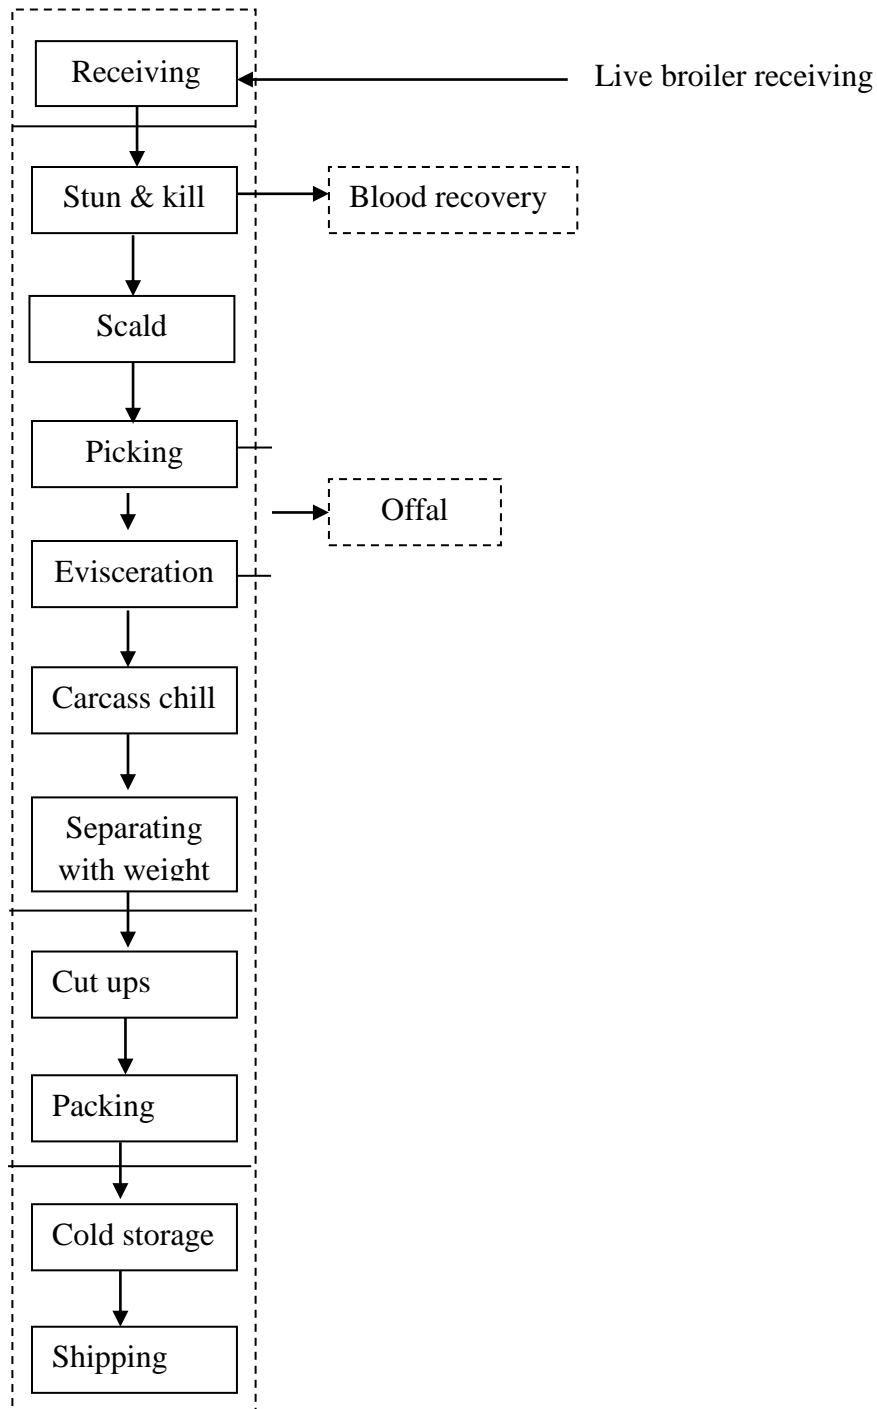 Receiving
Live broiler receiving
Stun & kill
Blood recovery
Scald
Picking
Offal
Evisceration
Carcass chill
Separating
with weight
Cut ups
Packing
Cold storage
Shipping